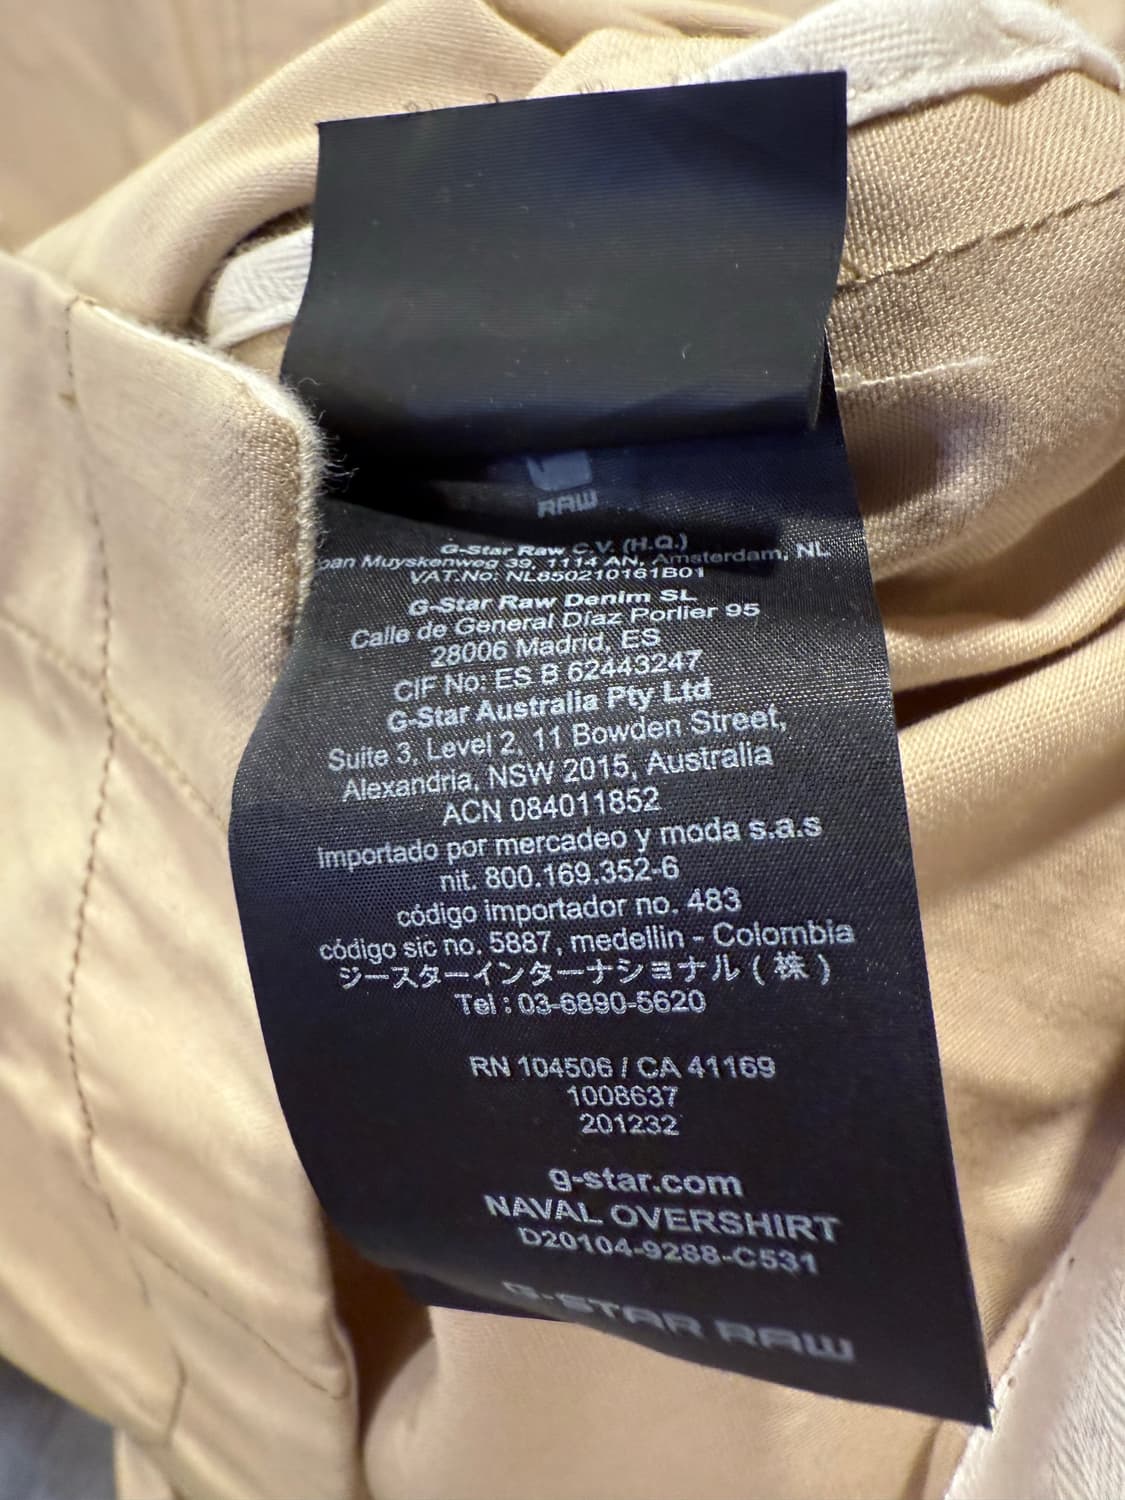 RAW
G-Star Raw C.V. (H.Q.)
oan Muyskenweg 39, 1114 AN, Amsterdam, NL
VAT.No: NL850210161B01
G-Star Raw Denim SL
Calle de General Díaz Porlier 95
28006 Madrid, ES
CIF No: ES B 62443247
G-Star Australia Pty Ltd
Suite 3, Level 2, 11 Bowden Street,
Alexandria, NSW 2015, Australia
ACN 084011852
Importado por mercadeo y moda s.a.s
nit. 800.169.352-6
código importador no. 483
código sic no. 5887, medellin - Colombia
ジースターインターナショナル ( 株 )
Tel : 03-6890-5620
RN 104506 / CA 41169
1008637
201232
g-star.com
NAVAL OVERSHIRT
D20104-9288-C531
G-STAR RAW